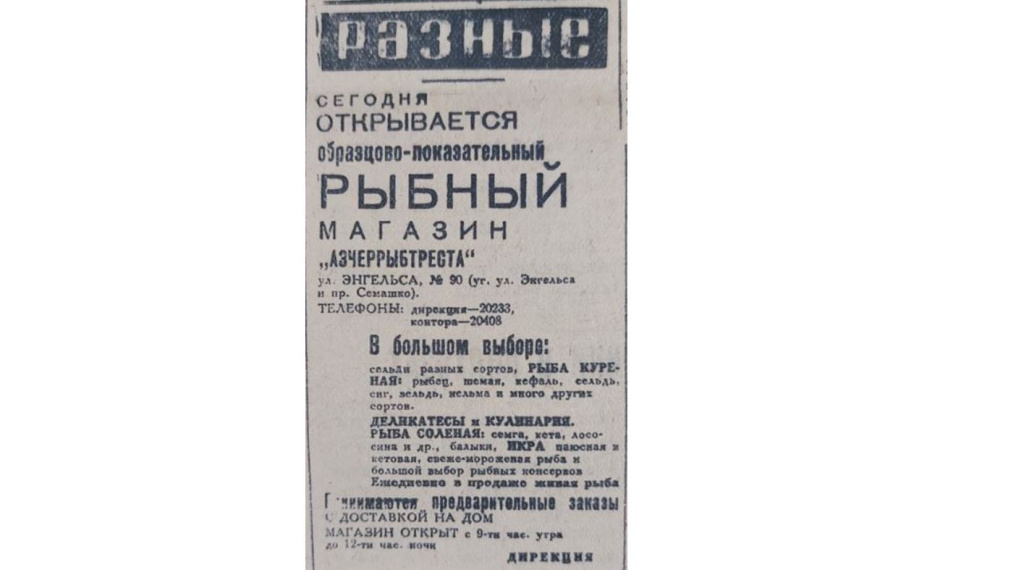 разные
СЕГОДНЯ
ОТКРЫВАЕТСЯ
образцово-показательный
РЫБНЫЙ
МАГАЗИН
„АЗЧЕРРЫБТРЕСТА“
ул. ЭНГЕЛЬСА, № 90 (уг. ул. Энгельса
и пр. Семашко).
ТЕЛЕФОНЫ: дирекция—20233,
контора—20408
В большом выборе:
сельди разных сортов, РЫБА КУРЕ-
НАЯ: рыбец, шемая, кефаль, сельдь,
сиг, зельдь, нельма и много других
сортов.
ДЕЛИКАТЕСЫ и КУЛИНАРИЯ.
РЫБА СОЛЕНАЯ: семга, кета, лосо-
сина и др., балыки, ИКРА паюсная и
кетовая, свеже-мороженая рыба и
большой выбор рыбных консервов
Ежедневно в продаже живая рыба
Принимаются предварительные заказы
С ДОСТАВКОЙ НА ДОМ
МАГАЗИН ОТКРЫТ с 9-ти час. утра
до 12-ти час. ночи
ДИРЕКЦИЯ